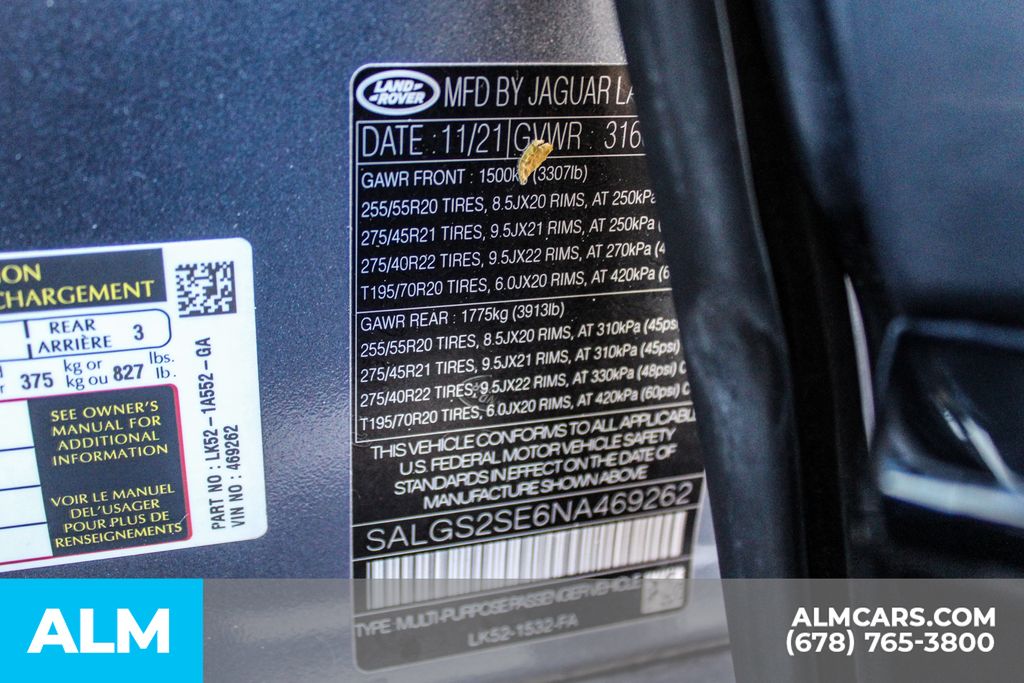 LAND
ROVER
MFD BY JAGUAR
DATE : 11/21 GVWR : 316
GAWR FRONT : 1500kg (3307lb)
255/55R20 TIRES, 8.5JX20 RIMS, AT 250kPa
275/45R21 TIRES, 9.5JX21 RIMS, AT 250kPa (
275/40R22 TIRES, 9.5JX22 RIMS, AT 270kPa (4
T195/70R20 TIRES, 6.0JX20 RIMS, AT 420kPa (6
GAWR REAR : 1775kg (3913lb)
255/55R20 TIRES, 8.5JX20 RIMS, AT 310kPa (45psi
275/45R21 TIRES, 9.5JX21 RIMS, AT 310kPa (45psi)
275/40R22 TIRES, 9.5JX22 RIMS, AT 330kPa (48psi) C
T195/70R20 TIRES, 6.0JX20 RIMS, AT 420kPa (60psi) C
THIS VEHICLE CONFORMS TO ALL APPLICABL
U.S. FEDERAL MOTOR VEHICLE SAFETY
STANDARDS IN EFFECT ON THE DATE OF
MANUFACTURE SHOWN ABOVE
SALGS2SE6NA469262
TYPE : MULTI-PURPOSE PASSENGER VEHICLE
LK52-1532-FA
ION
CHARGEMENT
REAR
ARRIÈRE 3
375 kg or 827 lbs.
kg ou lb.
SEE OWNER'S
MANUAL FOR
ADDITIONAL
INFORMATION
VOIR LE MANUEL
DEL'USAGER
POUR PLUS DE
RENSEIGNEMENTS
PART NO : LK52-1A552-GA
VIN NO : 469262
ALM
ALMCARS.COM
(678) 765-3800